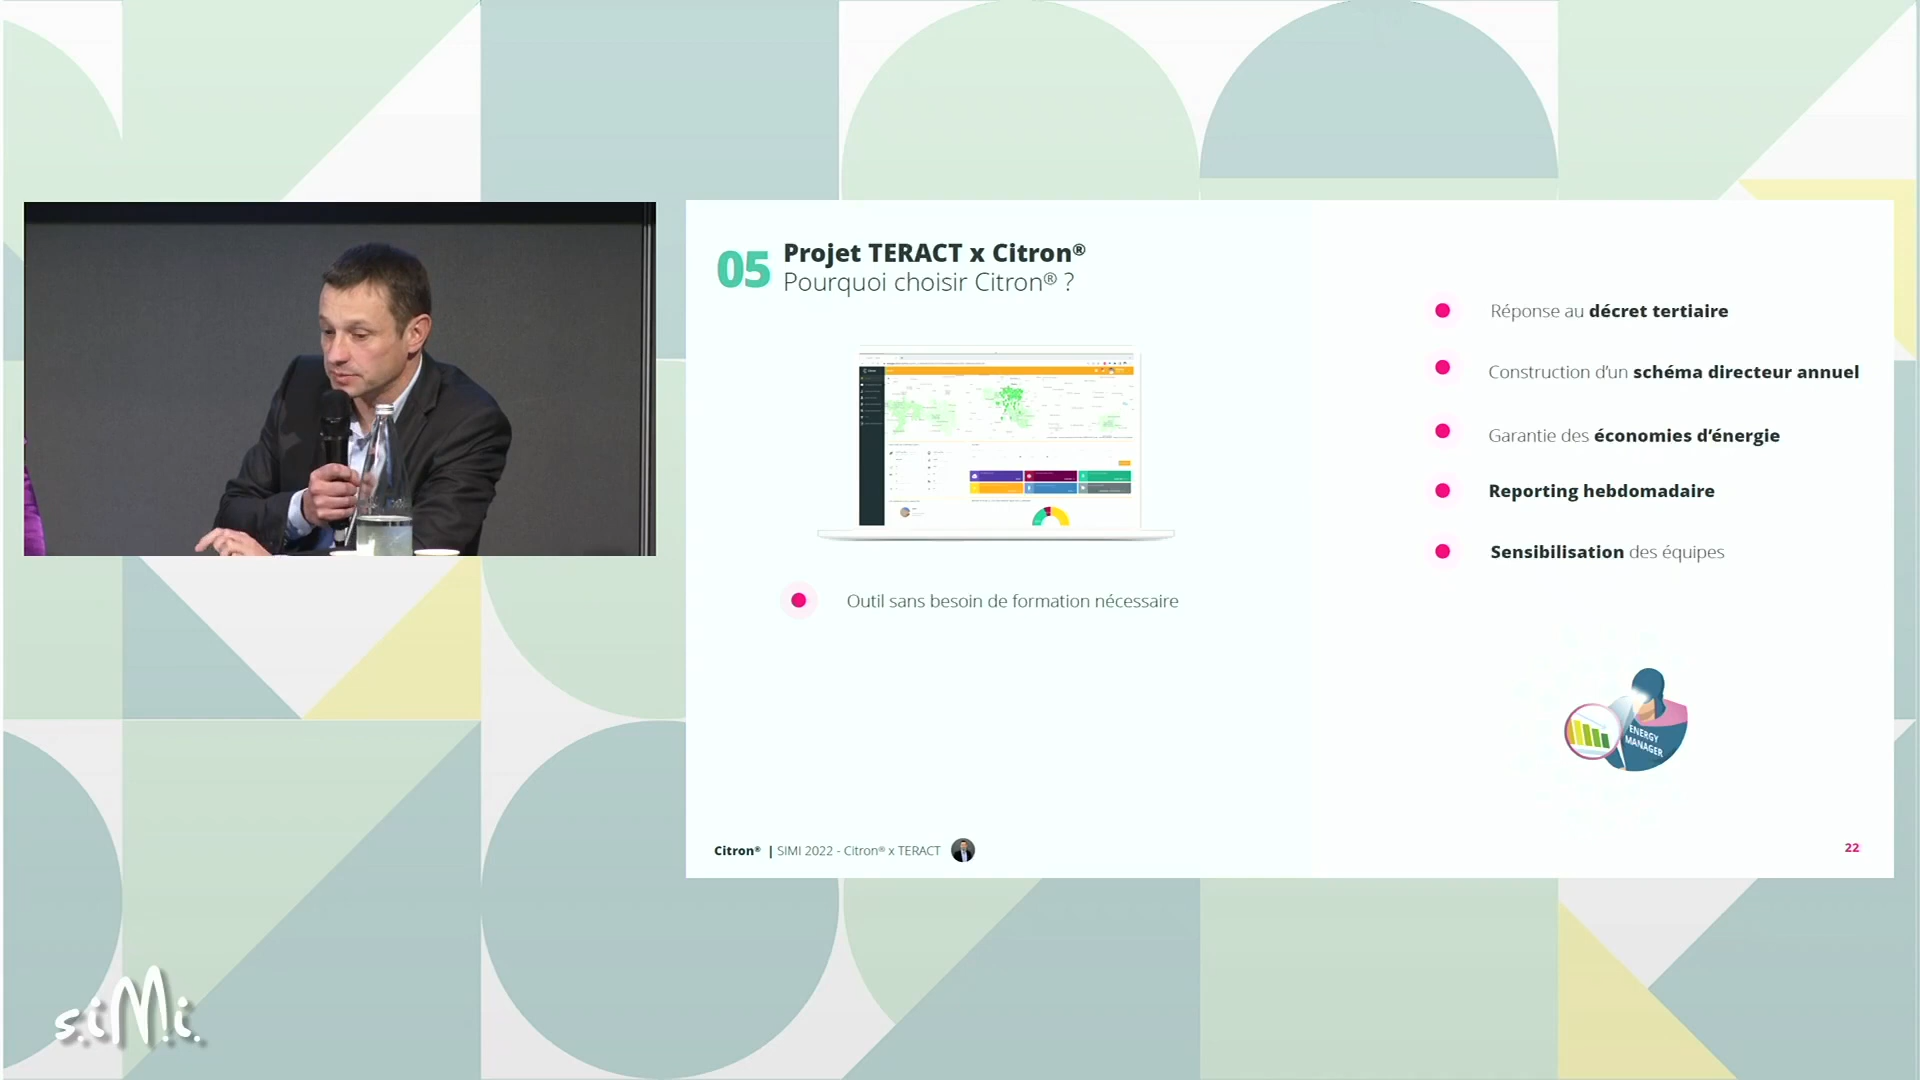 05
Projet TERACT x Citron®
Pourquoi choisir Citron® ?
Outil sans besoin de formation nécessaire
Réponse au décret tertiaire
Construction d’un schéma directeur annuel
Garantie des économies d’énergie
Reporting hebdomadaire
Sensibilisation des équipes
ENERGY
MANAGER
Citron® | SIMI 2022 - Citron® x TERACT
22
s.iMi.